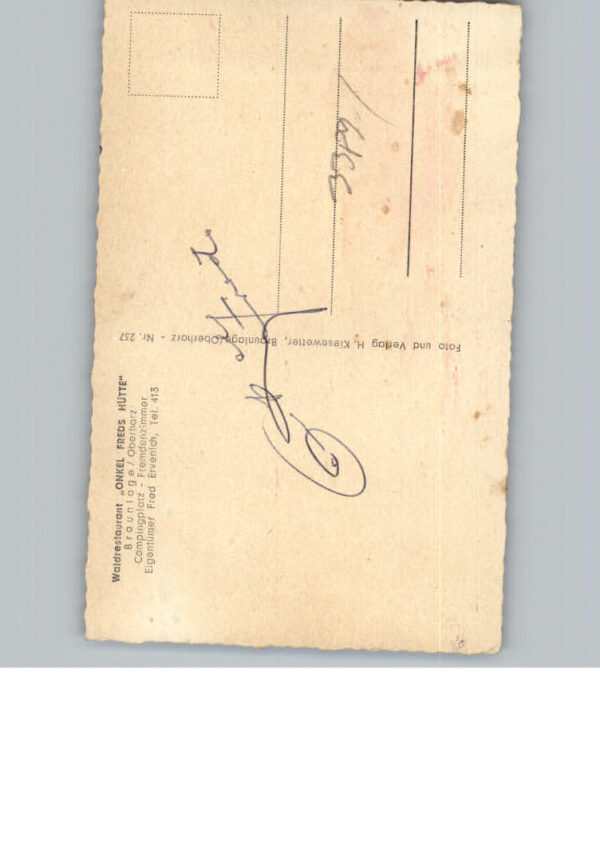 Waldrestaurant „ONKEL FREDS HÜTTE"
Braunlage/Oberharz
Campingplatz - Fremdenzimmer
Eigentümer Fred Ervenich, Tel. 413
Foto und Verlag H. Kiesewetter, Braunlage/Oberharz - Nr. 237